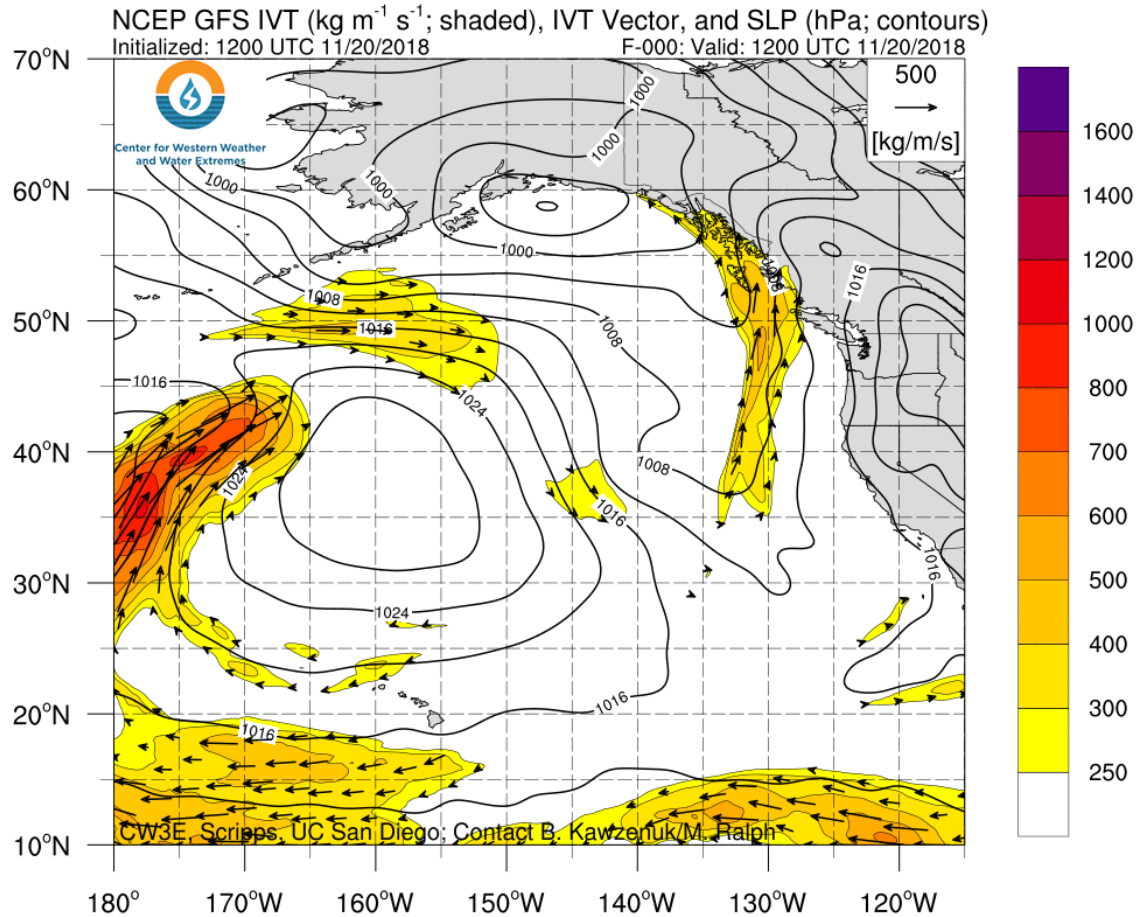 NCEP GFS IVT (kg m⁻¹ s⁻¹; shaded), IVT Vector, and SLP (hPa; contours)
Initialized: 1200 UTC 11/20/2018 F-000: Valid: 1200 UTC 11/20/2018
70°N
500
[kg/m/s]
Center for Western Weather
and Water Extremes
1000
1000
1000
1000
60°N
1000
1016
1016
1008
1016
50°N
1008
1016
1024
1008
40°N
1024
1016
30°N
1016
1024
20°N
1016
1016
CW3E, Scripps, UC San Diego; Contact B. Kawzenuk/M. Ralph
10°N
180° 170°W 160°W 150°W 140°W 130°W 120°W
1600
1400
1200
1000
800
700
600
500
400
300
250